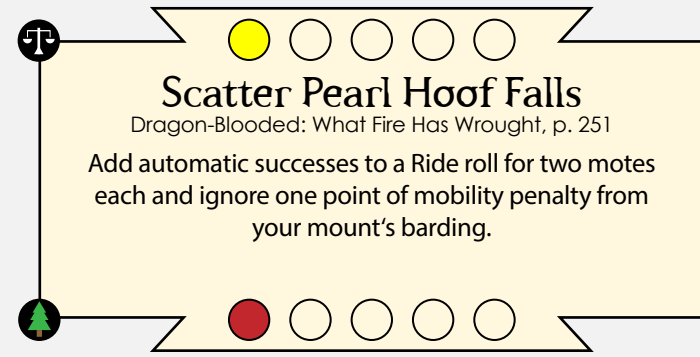 Scatter Pearl Hoof Falls
Dragon-Blooded: What Fire Has Wrought, p. 251
Add automatic successes to a Ride roll for two motes
each and ignore one point of mobility penalty from
your mount‘s barding.